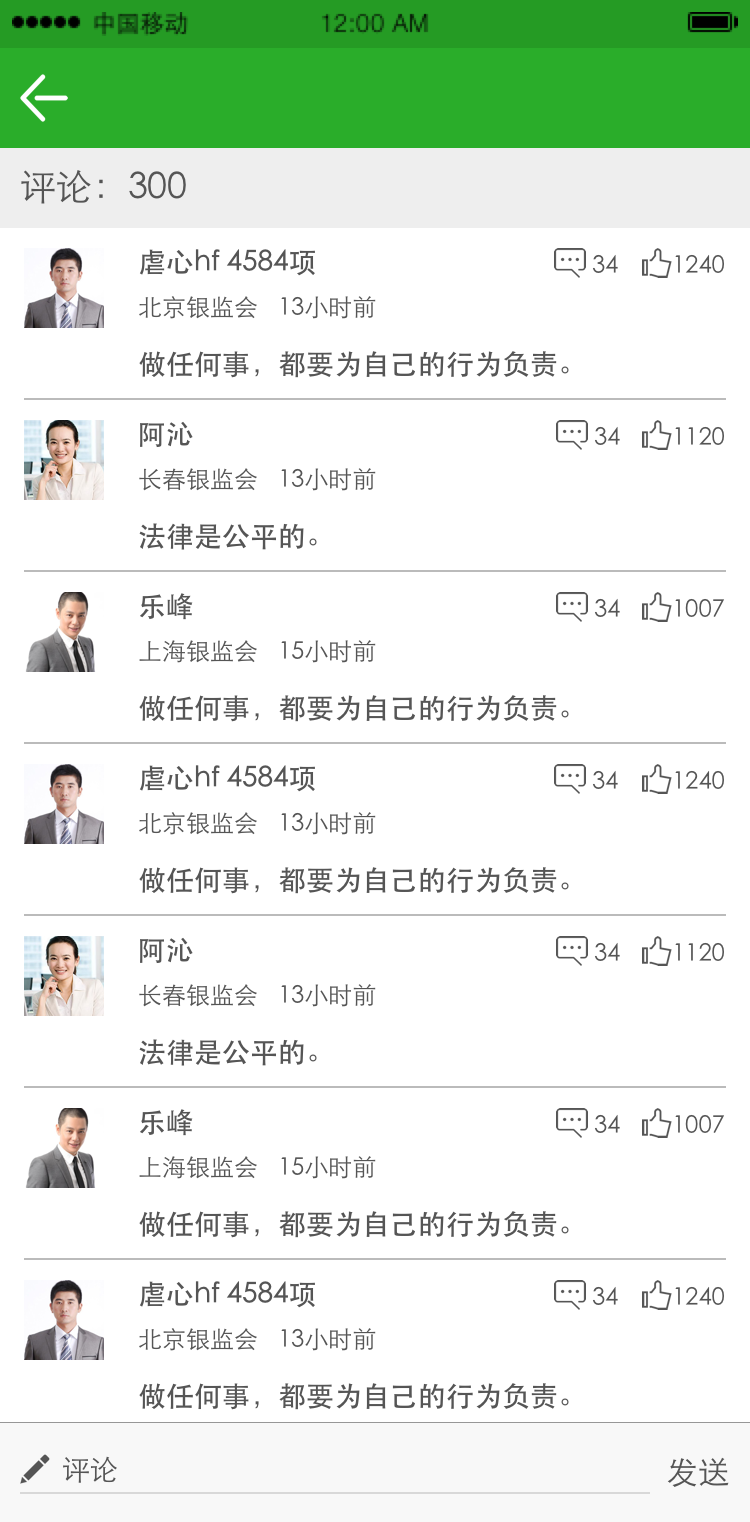 中国移动 12:00 AM
评论：300
虐心hf 4584项 34 1240
北京银监会 13小时前
做任何事，都要为自己的行为负责。
阿沁 34 1120
长春银监会 13小时前
法律是公平的。
乐峰 34 1007
上海银监会 15小时前
做任何事，都要为自己的行为负责。
虐心hf 4584项 34 1240
北京银监会 13小时前
做任何事，都要为自己的行为负责。
阿沁 34 1120
长春银监会 13小时前
法律是公平的。
乐峰 34 1007
上海银监会 15小时前
做任何事，都要为自己的行为负责。
虐心hf 4584项 34 1240
北京银监会 13小时前
做任何事，都要为自己的行为负责。
评论 发送